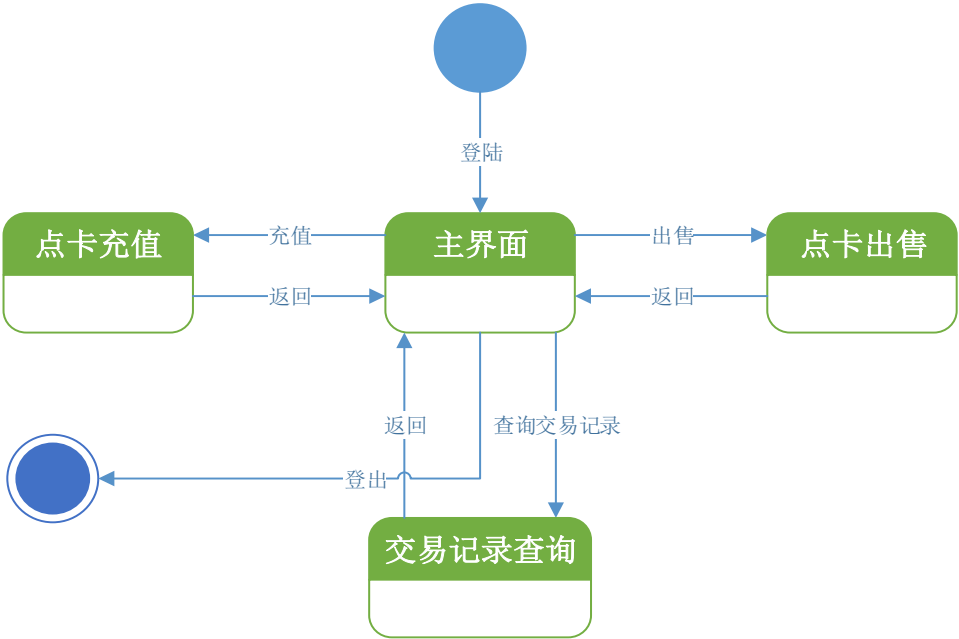 登陆
点卡充值
充值
主界面
出售
点卡出售
返回
返回
返回
查询交易记录
登出
交易记录查询